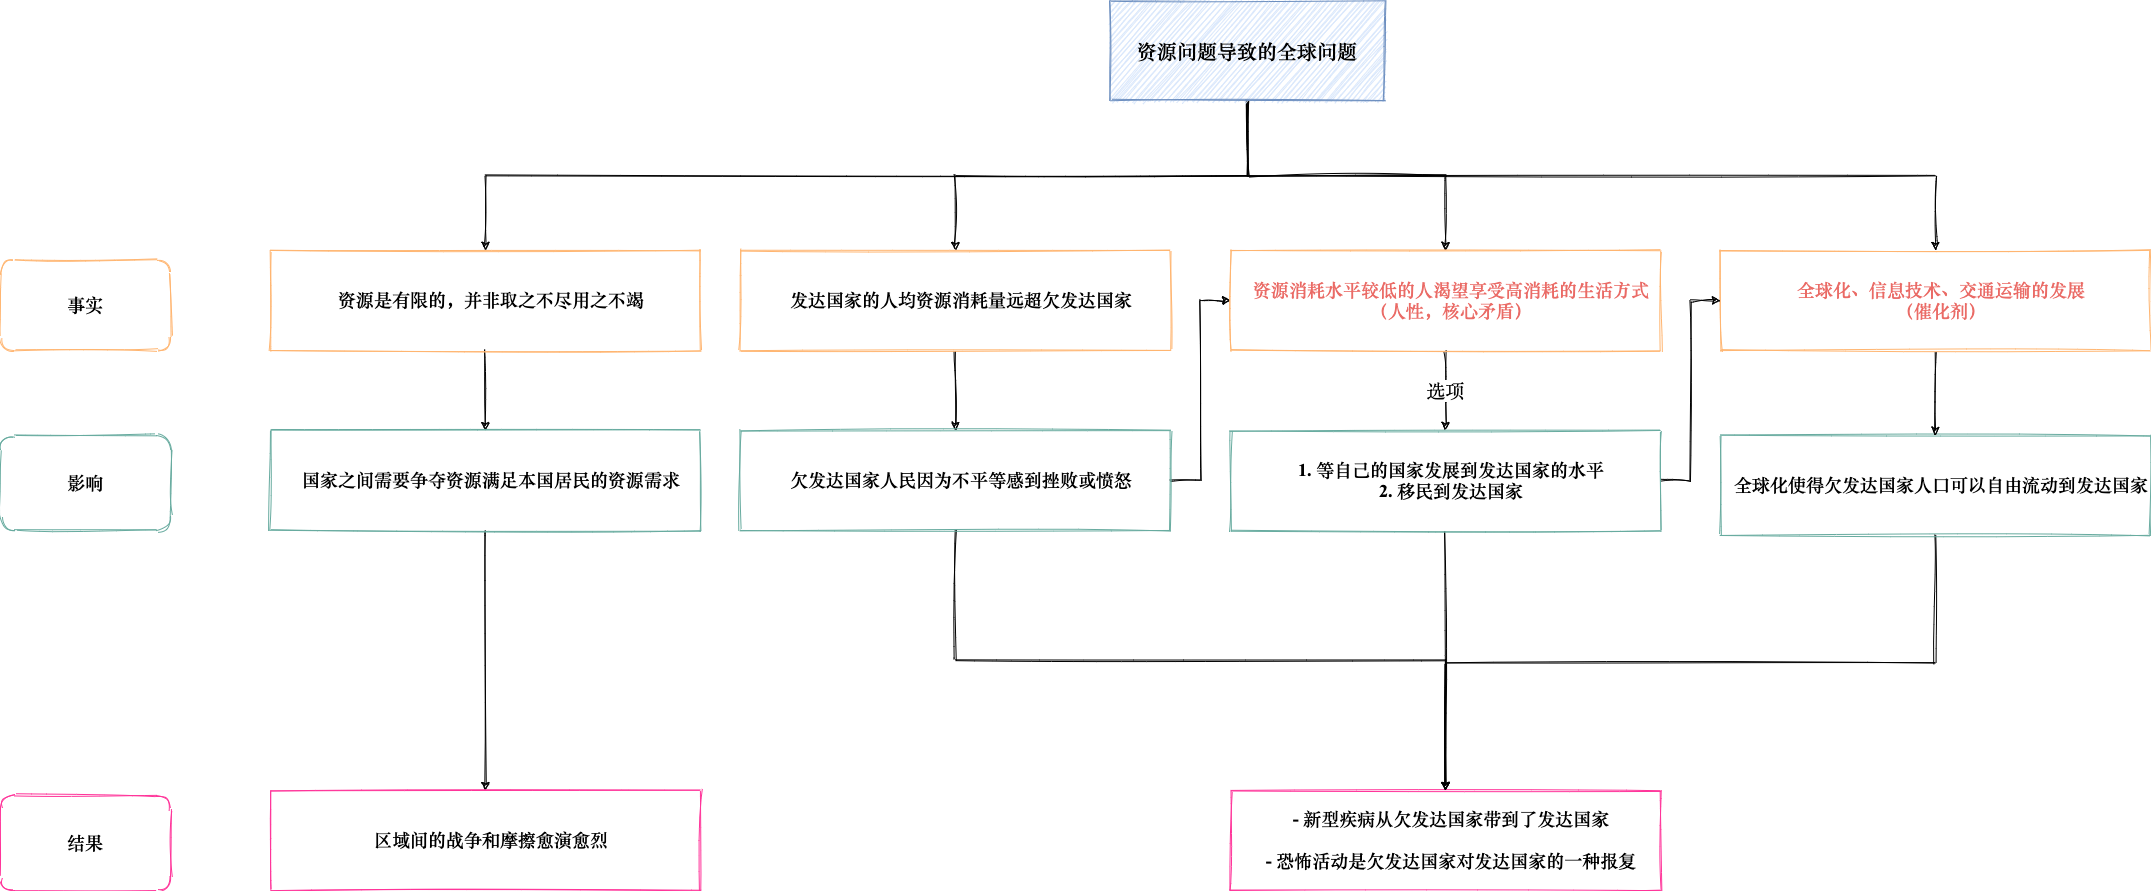 资源问题导致的全球问题
事实
资源是有限的，并非取之不尽用之不竭
发达国家的人均资源消耗量远超欠发达国家
资源消耗水平较低的人渴望享受高消耗的生活方式
（人性，核心矛盾）
全球化、信息技术、交通运输的发展
（催化剂）
选项
影响
国家之间需要争夺资源满足本国居民的资源需求
欠发达国家人民因为不平等感到挫败或愤怒
1. 等自己的国家发展到发达国家的水平
2. 移民到发达国家
全球化使得欠发达国家人口可以自由流动到发达国家
结果
区域间的战争和摩擦愈演愈烈
- 新型疾病从欠发达国家带到了发达国家
- 恐怖活动是欠发达国家对发达国家的一种报复